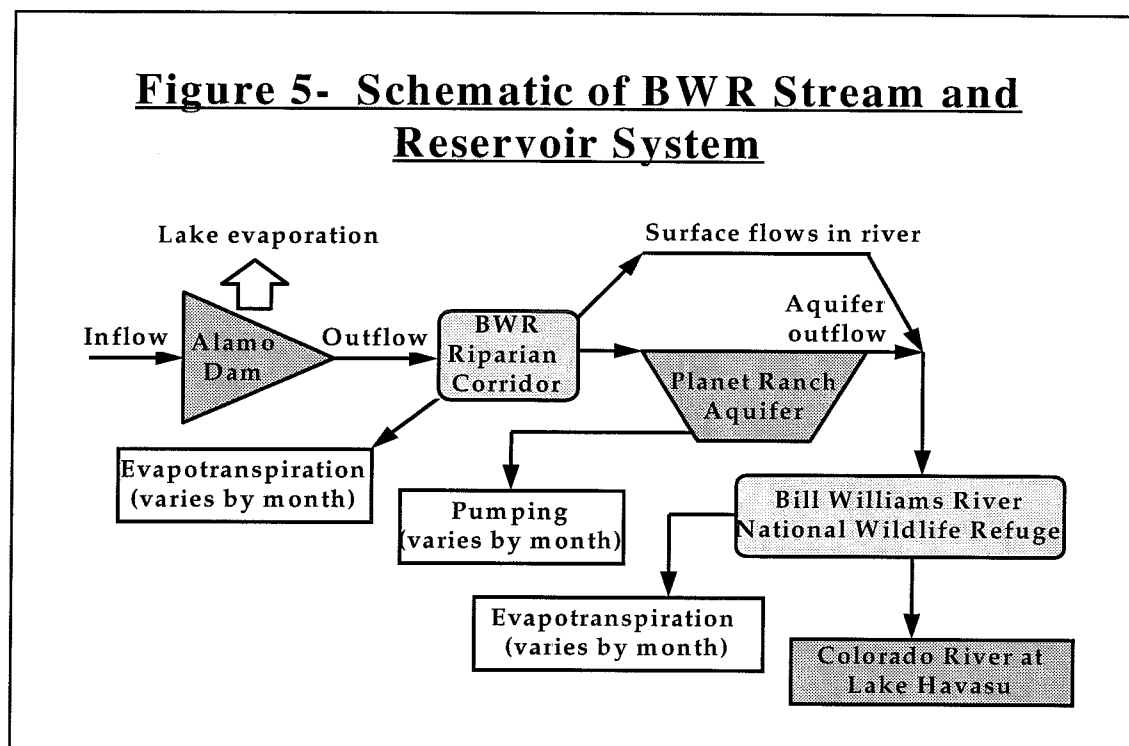 Figure 5- Schematic of BWR Stream and
Reservoir System
Lake evaporation
Surface flows in river
Inflow
Alamo
Dam
Outflow
BWR
Riparian
Corridor
Aquifer
outflow
Planet Ranch
Aquifer
Evapotranspiration
(varies by month)
Pumping
(varies by month)
Bill Williams River
National Wildlife Refuge
Evapotranspiration
(varies by month)
Colorado River at
Lake Havasu